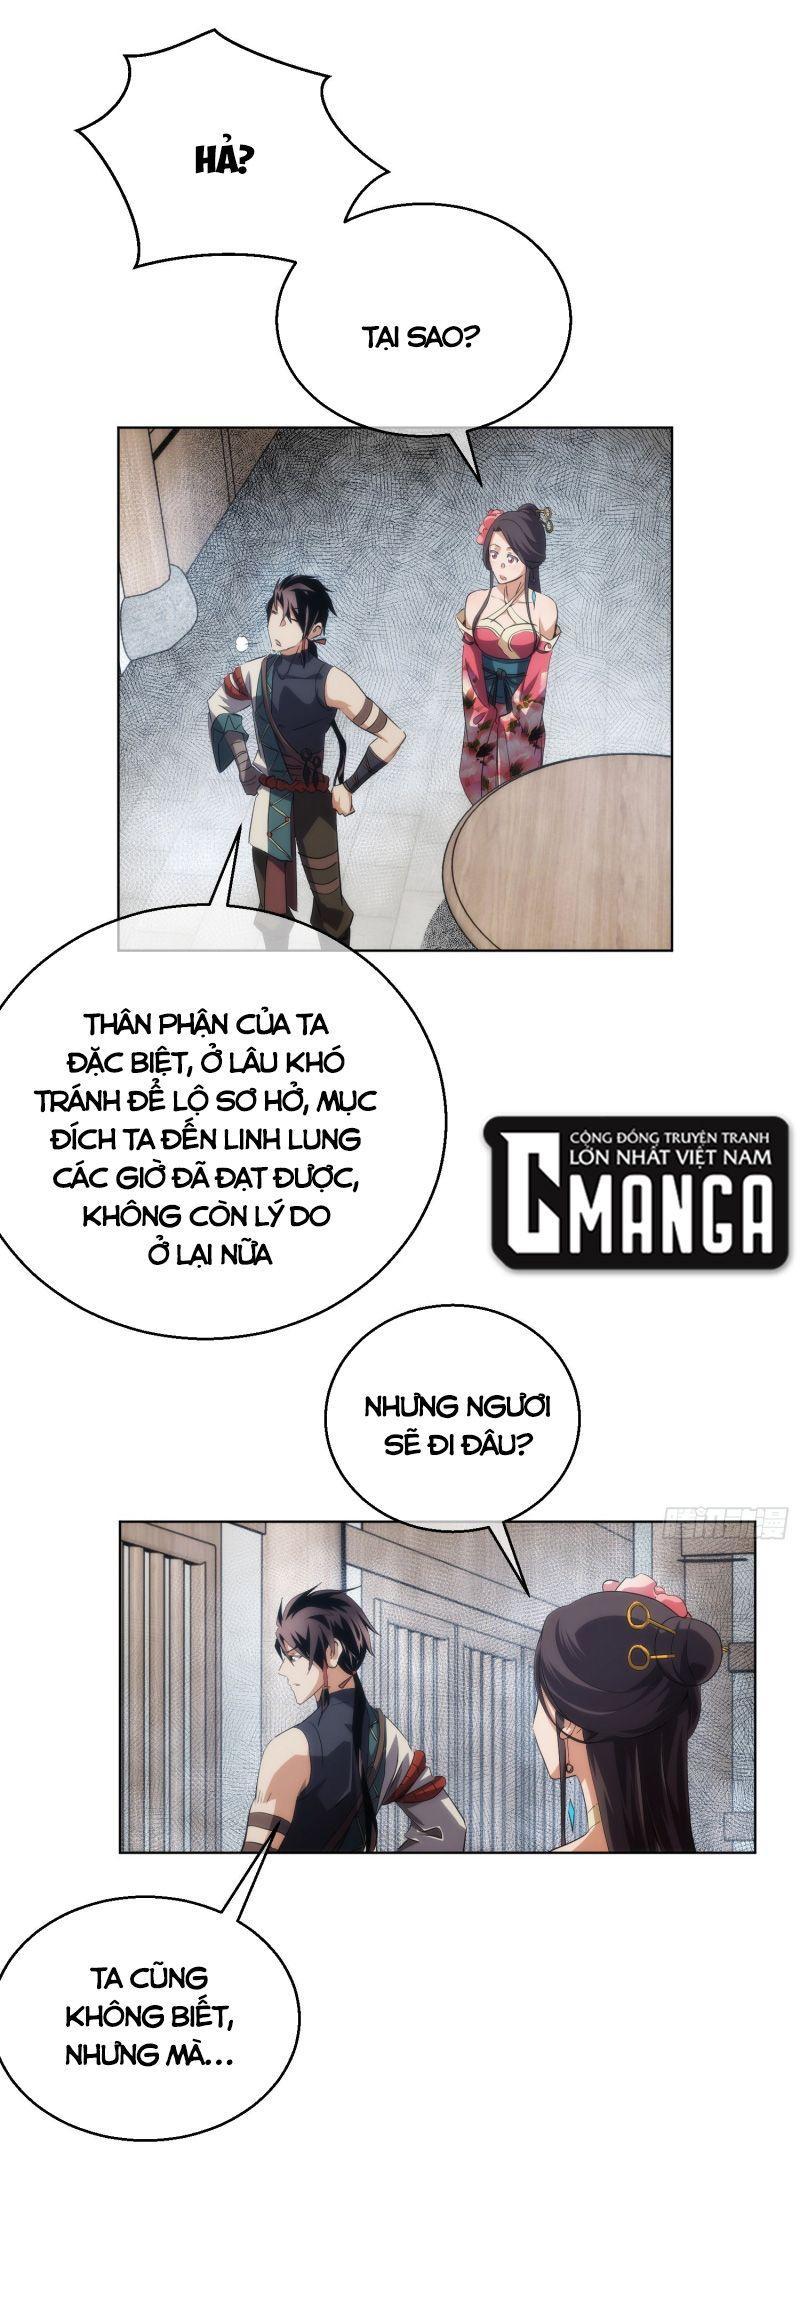 HẢ?
TẠI SAO?
THÂN PHẬN CỦA TA
ĐẶC BIỆT, Ở LÂU KHÓ
TRÁNH ĐỂ LỘ SƠ HỞ, MỤC
ĐÍCH TA ĐẾN LINH LUNG
CÁC GIỜ ĐÃ ĐẠT ĐƯỢC,
KHÔNG CÒN LÝ DO
Ở LẠI NỮA
CỘNG ĐỒNG TRUYỆN TRANH
LỚN NHẤT VIỆT NAM
CMANGA
NHƯNG NGƯƠI
SẼ ĐI ĐÂU?
TA CŨNG
KHÔNG BIẾT,
NHƯNG MÀ...